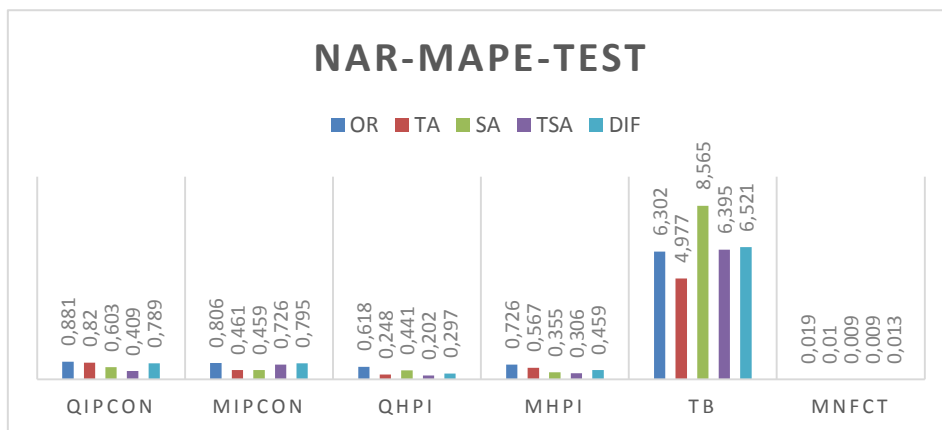 NAR-MAPE-TEST
OR TA SA TSA DIF
0,881 0,82 0,603 0,409 0,789
0,806 0,461 0,459 0,726 0,795
0,618 0,248 0,441 0,202 0,297
0,726 0,567 0,355 0,306 0,459
6,302 4,977 8,565 6,395 6,521
0,019 0,01 0,009 0,009 0,013
QIPCON MIPCON QHPI MHPI TB MNFCT